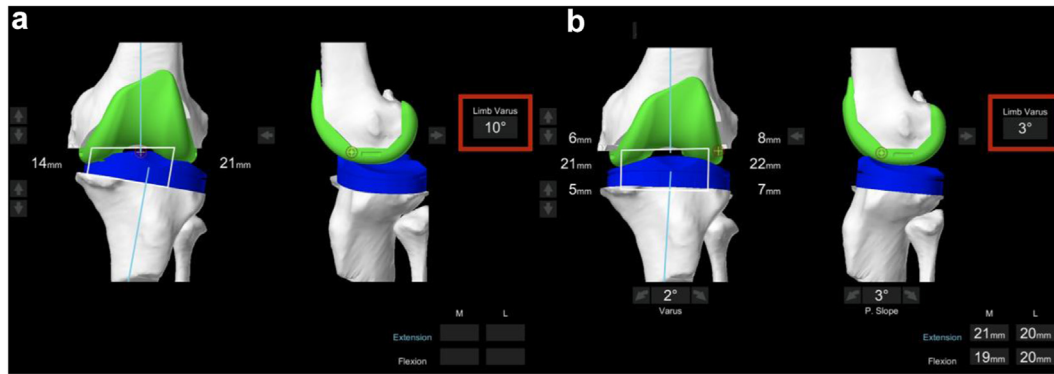 a
Limb Varus
10°
14mm
21mm
M L
Extension
Flexion
b
Limb Varus
3°
6mm 8mm
21mm 22mm
5mm 7mm
2° 3°
Varus P. Slope
M L
Extension 21mm 20mm
Flexion 19mm 20mm